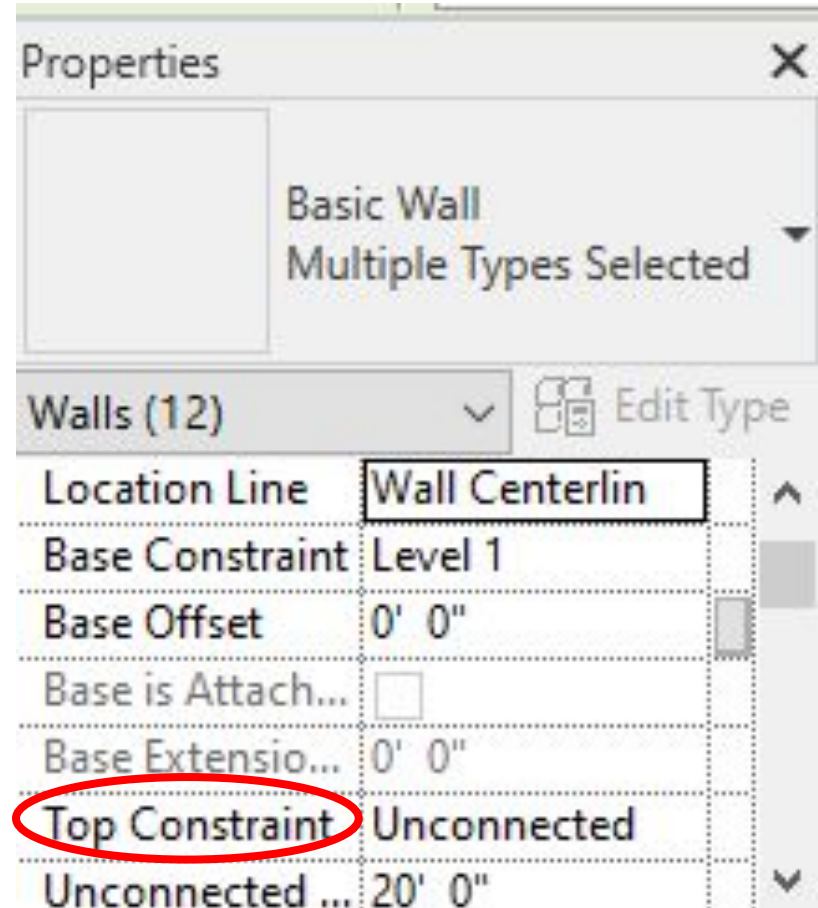 Properties
Basic Wall
Multiple Types Selected
Walls (12)
Edit Type
Location Line Wall Centerlin
Base Constraint Level 1
Base Offset 0' 0"
Base is Attach...
Base Extensio... 0' 0"
Top Constraint Unconnected
Unconnected ... 20' 0"